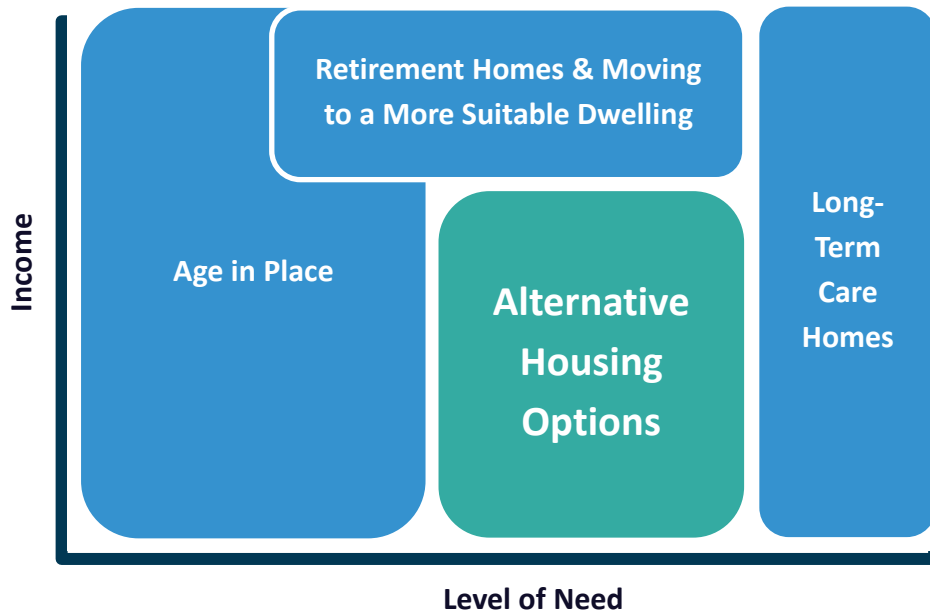 Retirement Homes & Moving
to a More Suitable Dwelling
Income
Age in Place
Alternative
Housing
Options
Long-
Term
Care
Homes
Level of Need